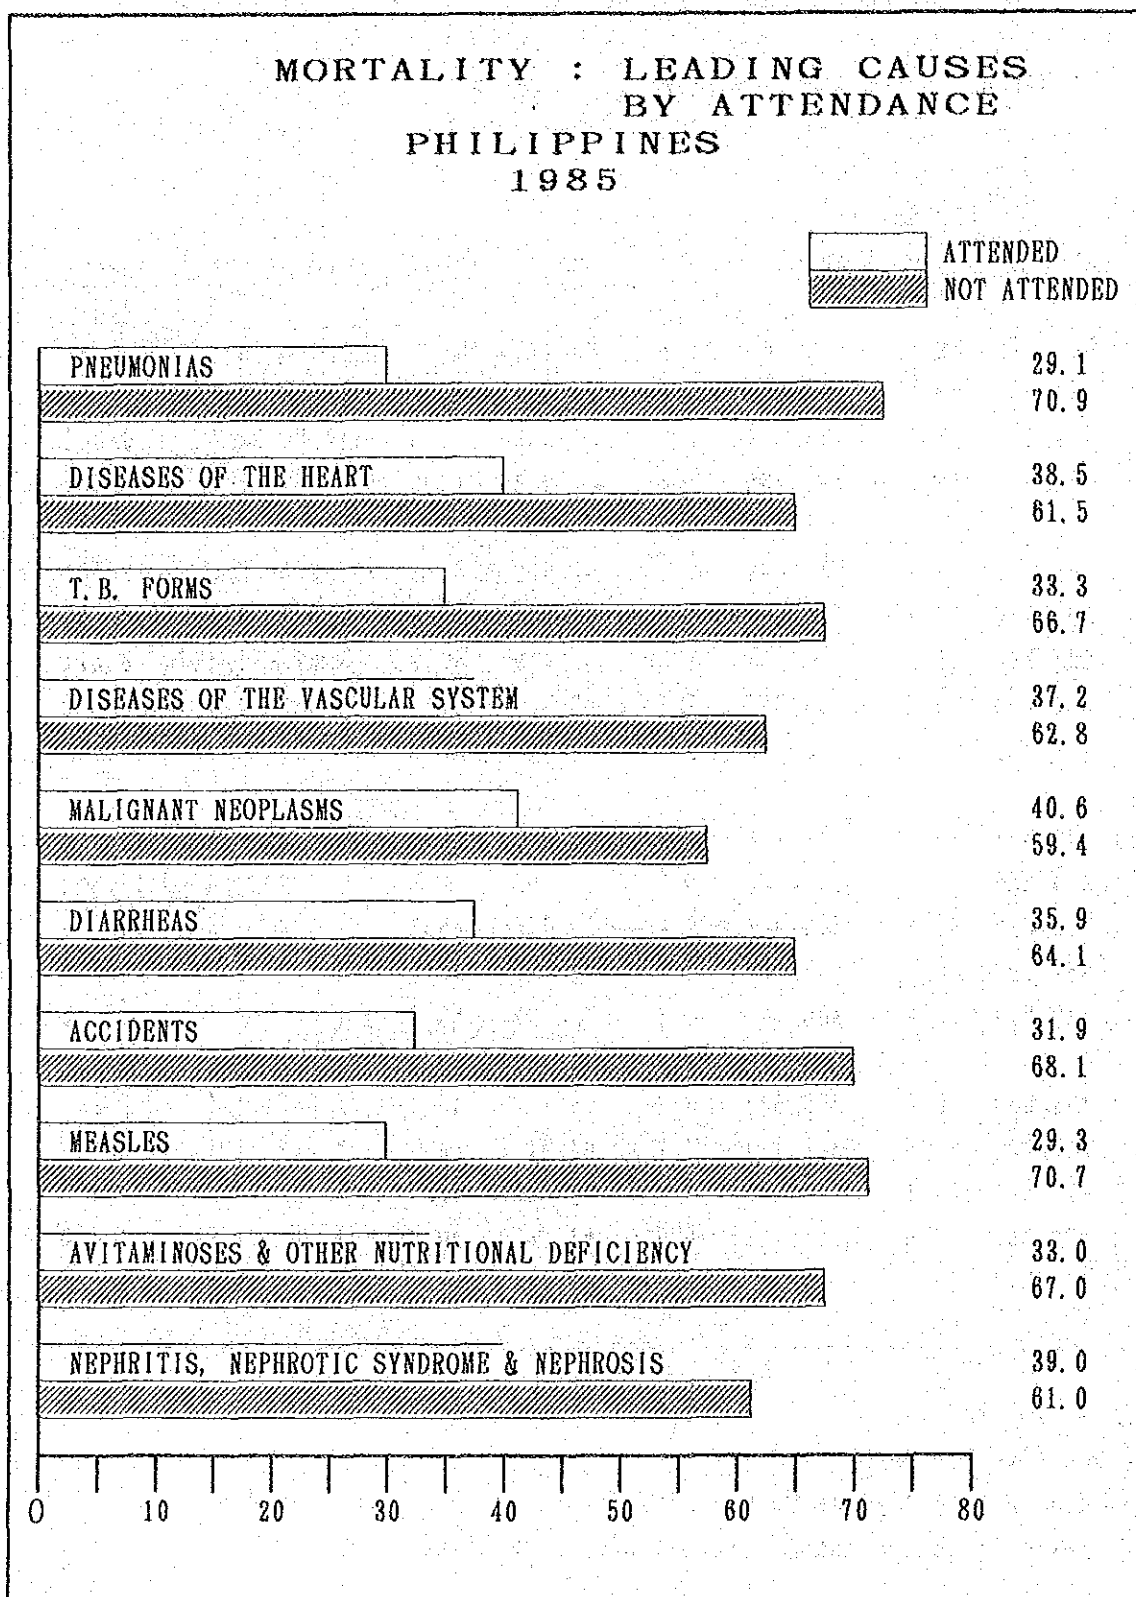 MORTALITY : LEADING CAUSES
BY ATTENDANCE
PHILIPPINES
1985
ATTENDED
NOT ATTENDED
PNEUMONIAS 29.1
70.9
DISEASES OF THE HEART 38.5
61.5
T.B. FORMS 33.3
66.7
DISEASES OF THE VASCULAR SYSTEM 37.2
62.8
MALIGNANT NEOPLASMS 40.6
59.4
DIARRHEAS 35.9
64.1
ACCIDENTS 31.9
68.1
MEASLES 29.3
70.7
AVITAMINOSES & OTHER NUTRITIONAL DEFICIENCY 33.0
67.0
NEPHRITIS, NEPHROTIC SYNDROME & NEPHROSIS 39.0
61.0
0 10 20 30 40 50 60 70 80